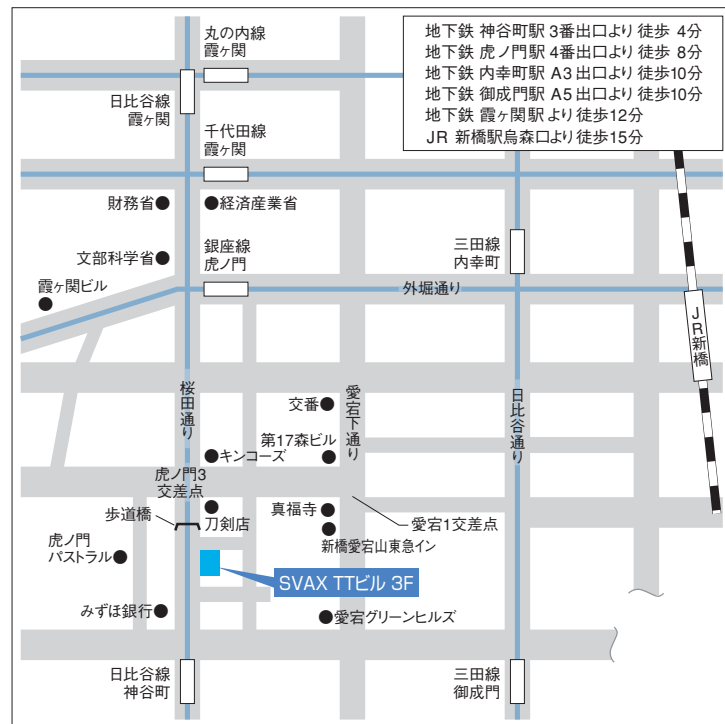 丸の内線
霞ヶ関
地下鉄 神谷町駅 3番出口より 徒歩 4分
地下鉄 虎ノ門駅 4番出口より 徒歩 8分
地下鉄 内幸町駅 A3 出口より 徒歩10分
地下鉄 御成門駅 A5 出口より 徒歩10分
地下鉄 霞ヶ関駅 より 徒歩12分
JR 新橋駅烏森口より 徒歩15分
日比谷線
霞ヶ関
千代田線
霞ヶ関
財務省
経済産業省
文部科学省
銀座線
虎ノ門
三田線
内幸町
霞ヶ関ビル
外堀通り
JR新橋
桜田通り
交番
愛宕下通り
日比谷通り
第17森ビル
キンコーズ
虎ノ門3
交差点
歩道橋
刀剣店
真福寺
愛宕1交差点
虎ノ門
パストラル
新橋愛宕山東急イン
SVAX TTビル 3F
みずほ銀行
愛宕グリーンヒルズ
日比谷線
神谷町
三田線
御成門